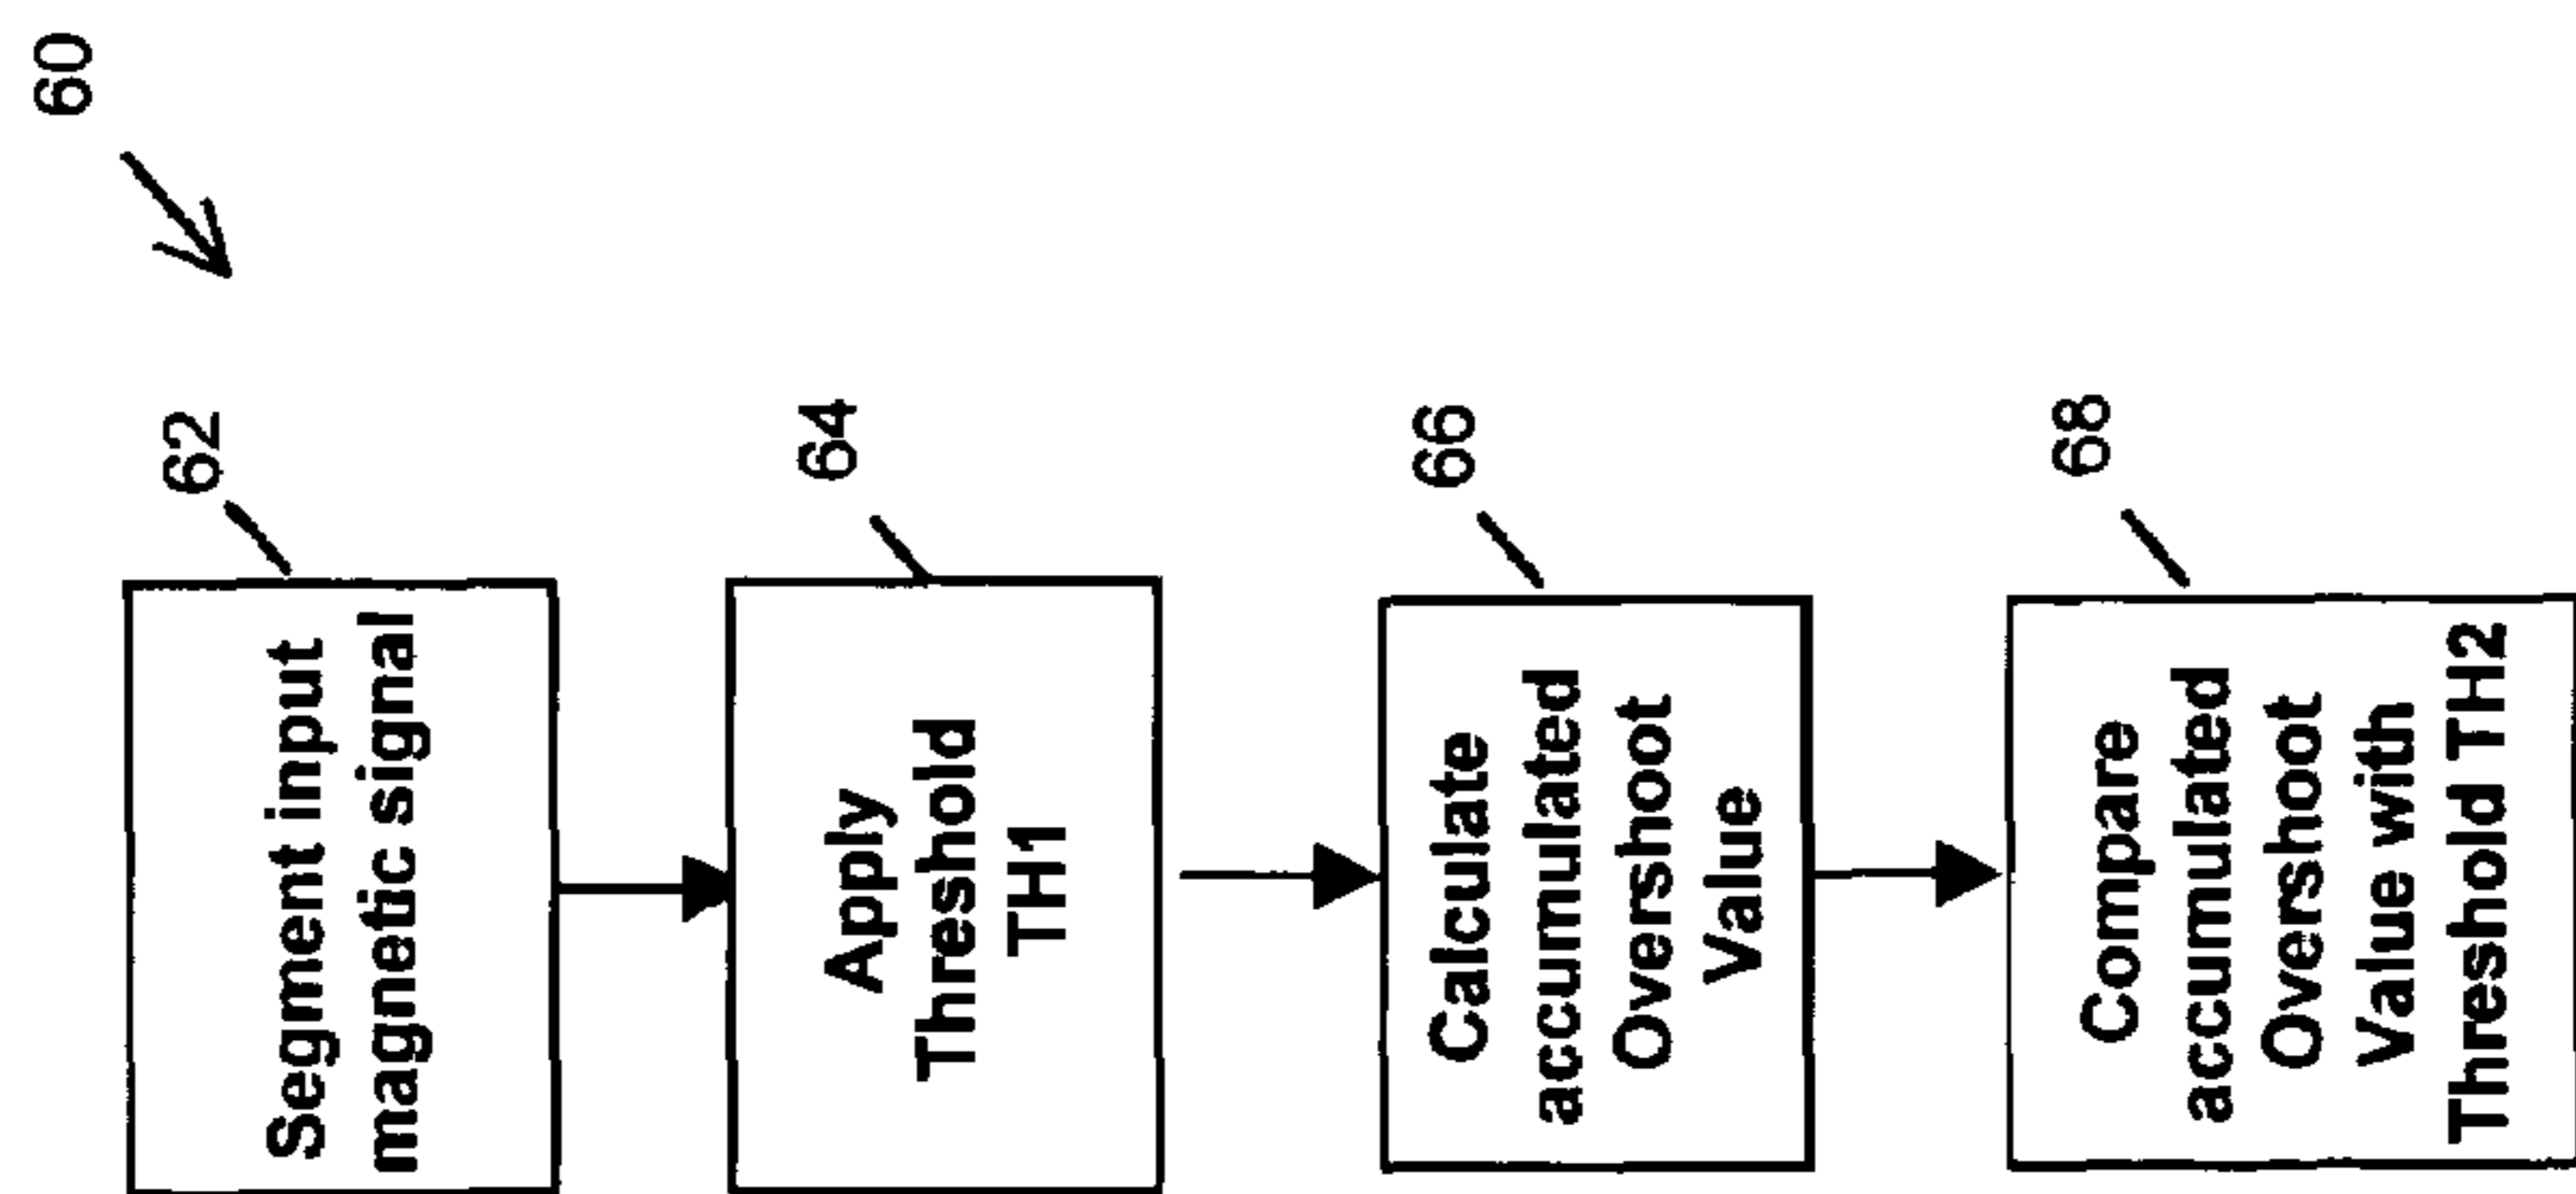 60
62
Segment input
magnetic signal
64
Apply
Threshold
TH1
66
Calculate
accumulated
Overshoot
Value
68
Compare
accumulated
Overshoot
Value with
Threshold TH2